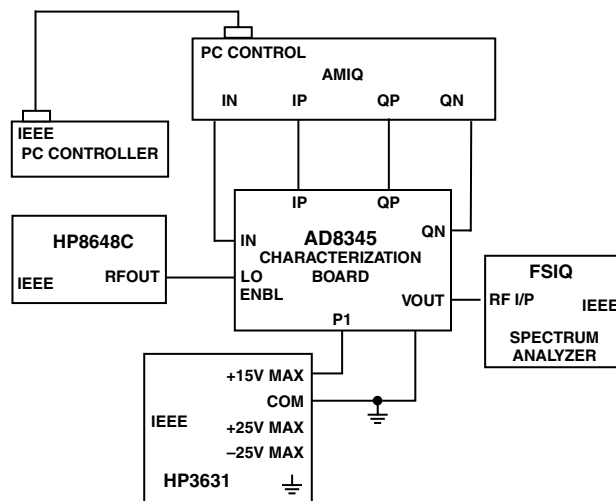 PC CONTROL
AMIQ
IN IP QP QN
IEEE
PC CONTROLLER
IP QP
AD8345
CHARACTERIZATION
BOARD
IN
QN
LO
ENBL
VOUT
P1
HP8648C
RFOUT
IEEE
FSIQ
RF I/P
IEEE
SPECTRUM
ANALYZER
+15V MAX
COM
IEEE
+25V MAX
–25V MAX
HP3631